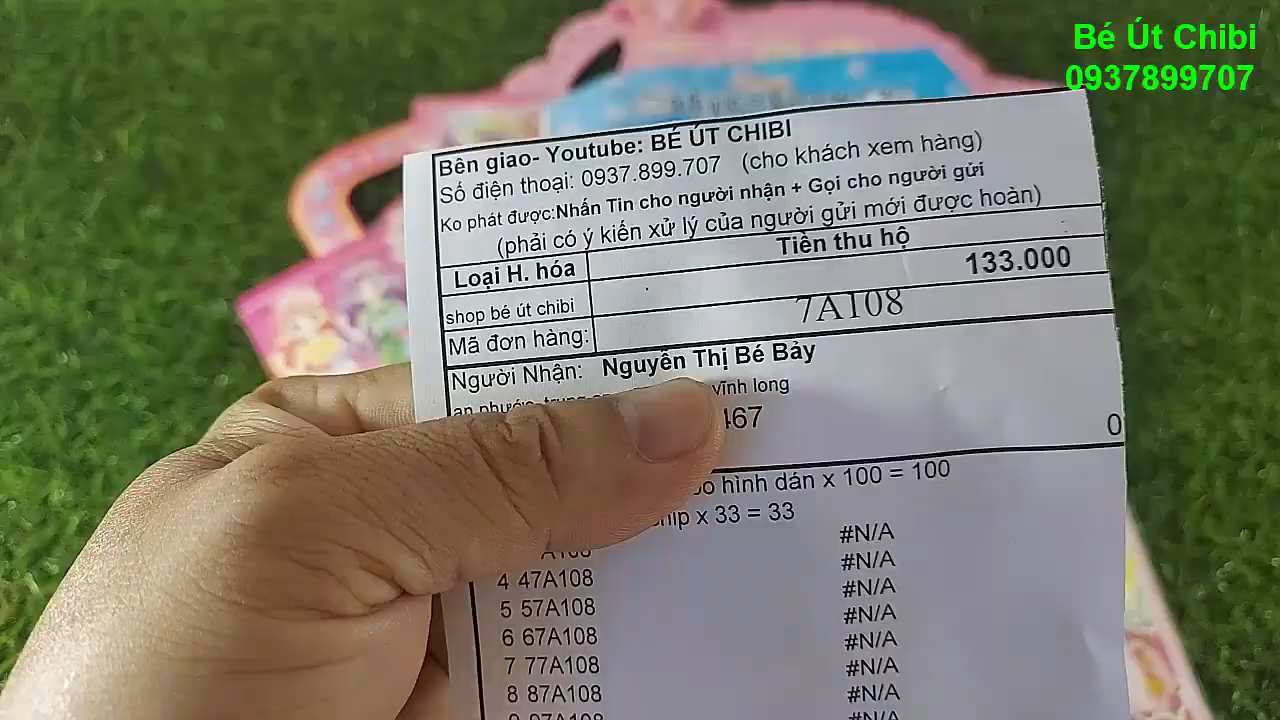 Bé Út Chibi
0937899707
Bên giao- Youtube: BÉ ÚT CHIBI
Số điện thoại: 0937.899.707 (cho khách xem hàng)
Ko phát được:Nhắn Tin cho người nhận + Gọi cho người gửi
(phải có ý kiến xử lý của người gửi mới được hoàn)
Loại H. hóa Tiền thu hộ
shop bé út chibi 133.000
Mã đơn hàng: 7A108
Người Nhận: Nguyễn Thị Bé Bảy
vĩnh long
467
0
hình dán x 100 = 100
x 33 = 33
A108 #N/A
4 47A108 #N/A
5 57A108 #N/A
6 67A108 #N/A
7 77A108 #N/A
8 87A108 #N/A
9 97A108 #N/A